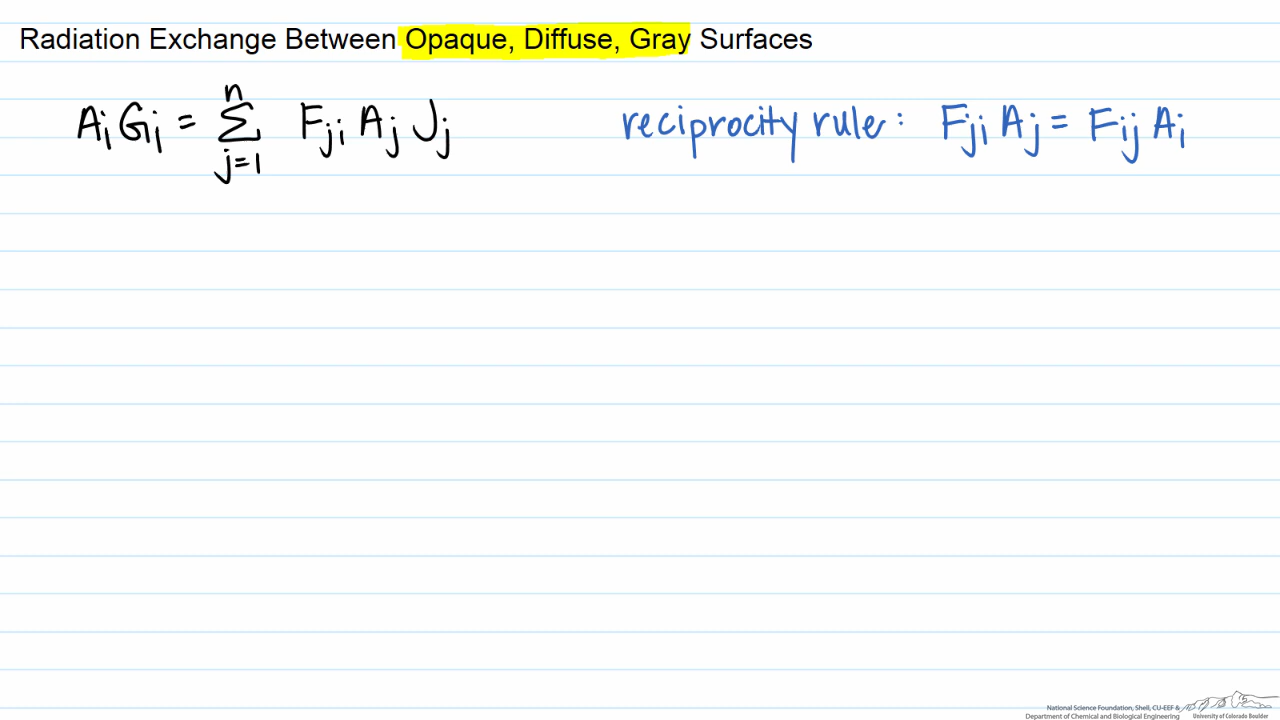 Radiation Exchange Between Opaque, Diffuse, Gray Surfaces
AᵢGᵢ = Σ_{j=1}^{n} Fⱼᵢ Aⱼ Jⱼ
reciprocity rule: Fⱼᵢ Aⱼ = Fᵢⱼ Aᵢ
National Science Foundation, Shell, CU-EEF &
Department of Chemical and Biological Engineering
University of Colorado Boulder